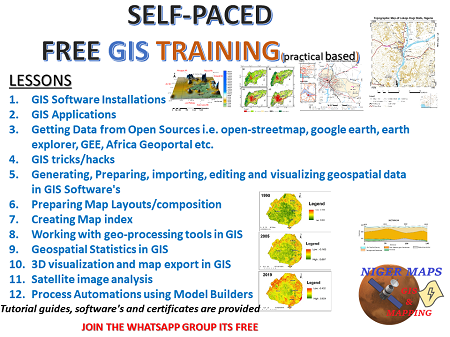 SELF-PACED
FREE GIS TRAINING(practical based)
LESSONS
1. GIS Software Installations
2. GIS Applications
3. Getting Data from Open Sources i.e. open-streetmap, google earth, earth
explorer, GEE, Africa Geoportal etc.
4. GIS tricks/hacks
5. Generating, Preparing, importing, editing and visualizing geospatial data
in GIS Software's
6. Preparing Map Layouts/composition
7. Creating Map index
8. Working with geo-processing tools in GIS
9. Geospatial Statistics in GIS
10. 3D visualization and map export in GIS
11. Satellite image analysis
12. Process Automations using Model Builders
Tutorial guides, software's and certificates are provided
JOIN THE WHATSAPP GROUP ITS FREE
1990
Legend
2005
Legend
2019
Legend
NIGER MAPS
MAPPING